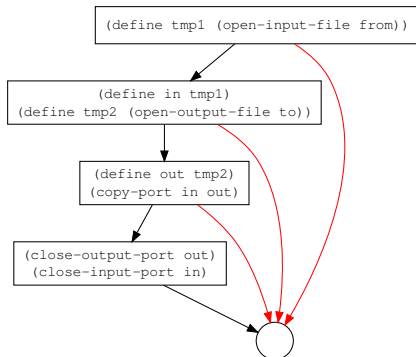 (define tmp1 (open-input-file from))
(define in tmp1)
(define tmp2 (open-output-file to))
(define out tmp2)
(copy-port in out)
(close-output-port out)
(close-input-port in)